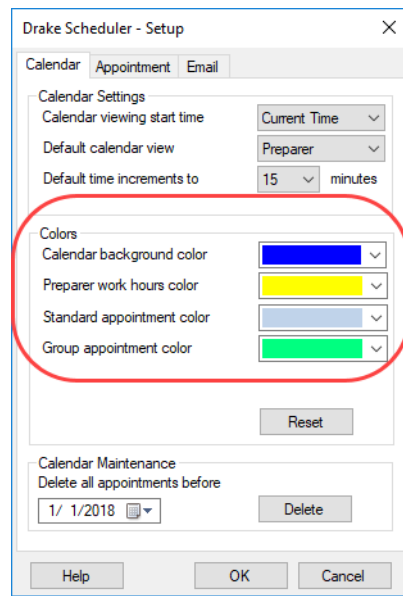 Drake Scheduler - Setup
Calendar Appointment Email
Calendar Settings
Calendar viewing start time Current Time
Default calendar view Preparer
Default time increments to 15 minutes
Colors
Calendar background color
Preparer work hours color
Standard appointment color
Group appointment color
Reset
Calendar Maintenance
Delete all appointments before
1/ 1/2018 Delete
Help OK Cancel